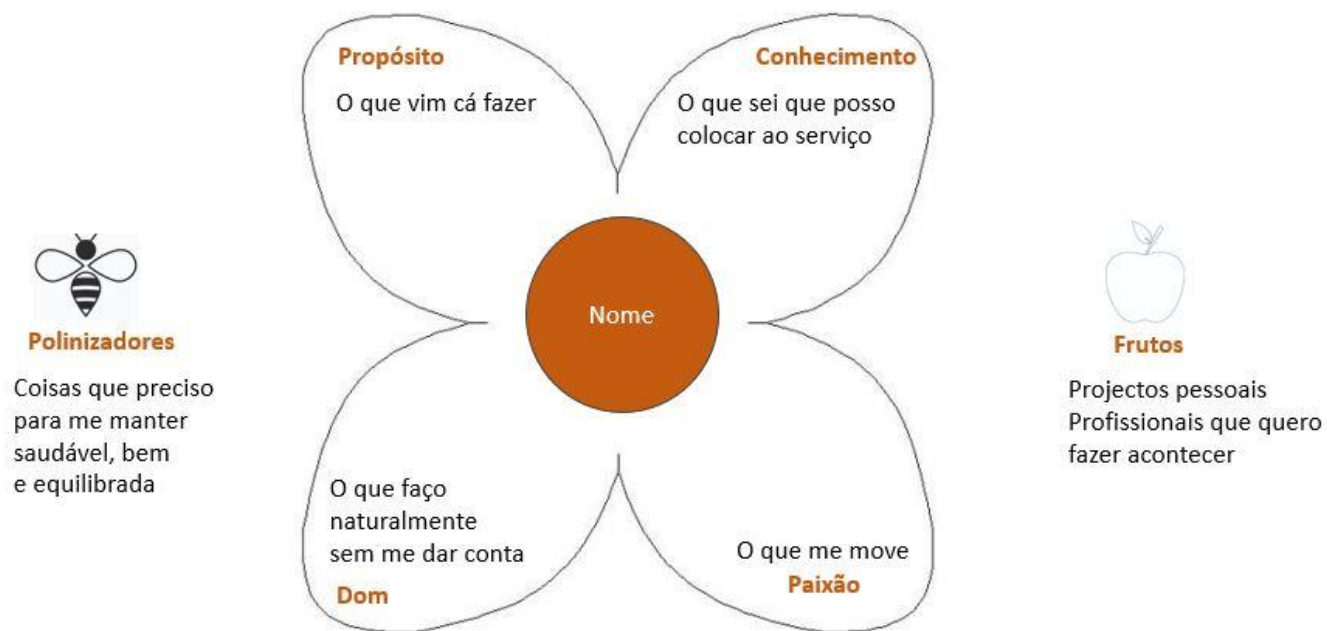 Propósito
O que vim cá fazer
Conhecimento
O que sei que posso
colocar ao serviço
Nome
Polinizadores
Coisas que preciso
para me manter
saudável, bem
e equilibrada
Frutos
Projectos pessoais
Profissionais que quero
fazer acontecer
O que faço
naturalmente
sem me dar conta
Dom
O que me move
Paixão